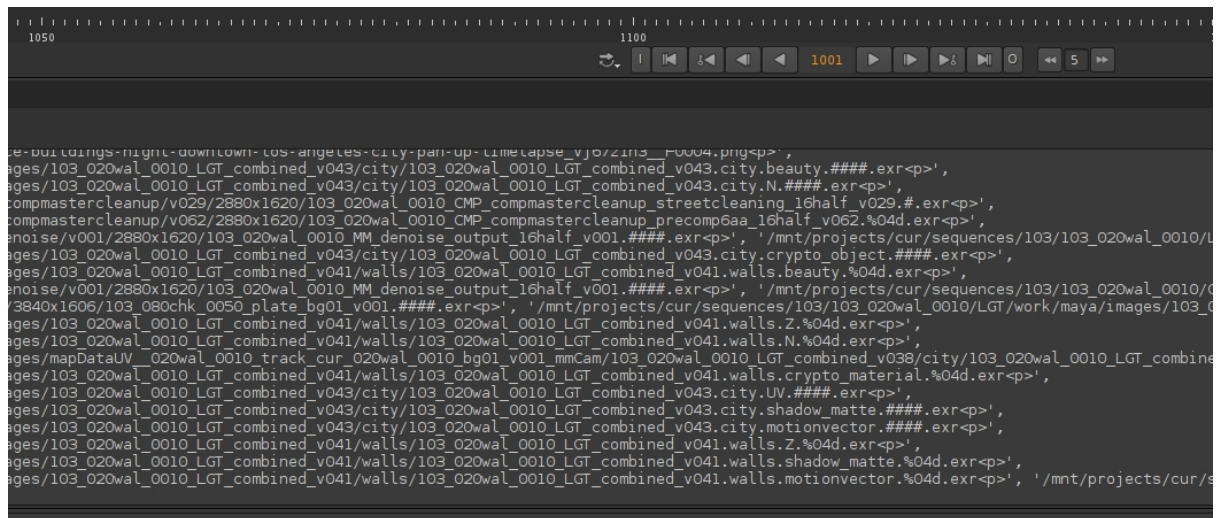 1050
1100
I 1001 O 5
ce-buildings-night-downtown-los-angeles-city-pan-up-timelapse_vj6721n3__F0004.png<p>',
ages/103_020wal_0010_LGT_combined_v043/city/103_020wal_0010_LGT_combined_v043.city.beauty.####.exr<p>',
ages/103_020wal_0010_LGT_combined_v043/city/103_020wal_0010_LGT_combined_v043.city.N.####.exr<p>',
compmastercleanup/v029/2880x1620/103_020wal_0010_CMP_compmastercleanup_streetcleaning_16half_v029.#.exr<p>',
compmastercleanup/v062/2880x1620/103_020wal_0010_CMP_compmastercleanup_precomp6aa_16half_v062.%04d.exr<p>',
enoise/v001/2880x1620/103_020wal_0010_MM_denoise_output_16half_v001.####.exr<p>', '/mnt/projects/cur/sequences/103/103_020wal_0010/L
ages/103_020wal_0010_LGT_combined_v043/city/103_020wal_0010_LGT_combined_v043.city.crypto_object.####.exr<p>',
ages/103_020wal_0010_LGT_combined_v041/walls/103_020wal_0010_LGT_combined_v041.walls.beauty.%04d.exr<p>',
enoise/v001/2880x1620/103_020wal_0010_MM_denoise_output_16half_v001.####.exr<p>', '/mnt/projects/cur/sequences/103/103_020wal_0010/
/3840x1606/103_080chk_0050_plate_bg01_v001.####.exr<p>', '/mnt/projects/cur/sequences/103/103_020wal_0010/LGT/work/maya/images/103_
ages/103_020wal_0010_LGT_combined_v041/walls/103_020wal_0010_LGT_combined_v041.walls.Z.%04d.exr<p>',
ages/103_020wal_0010_LGT_combined_v041/walls/103_020wal_0010_LGT_combined_v041.walls.N.%04d.exr<p>',
ages/mapDataUV__020wal_0010_track_cur_020wal_0010_bg01_v001_mmCam/103_020wal_0010_LGT_combined_v038/city/103_020wal_0010_LGT_combine
ages/103_020wal_0010_LGT_combined_v041/walls/103_020wal_0010_LGT_combined_v041.walls.crypto_material.%04d.exr<p>',
ages/103_020wal_0010_LGT_combined_v043/city/103_020wal_0010_LGT_combined_v043.city.UV.####.exr<p>',
ages/103_020wal_0010_LGT_combined_v043/city/103_020wal_0010_LGT_combined_v043.city.shadow_matte.####.exr<p>',
ages/103_020wal_0010_LGT_combined_v043/city/103_020wal_0010_LGT_combined_v043.city.motionvector.####.exr<p>',
ages/103_020wal_0010_LGT_combined_v041/walls/103_020wal_0010_LGT_combined_v041.walls.Z.%04d.exr<p>',
ages/103_020wal_0010_LGT_combined_v041/walls/103_020wal_0010_LGT_combined_v041.walls.shadow_matte.%04d.exr<p>',
ages/103_020wal_0010_LGT_combined_v041/walls/103_020wal_0010_LGT_combined_v041.walls.motionvector.%04d.exr<p>', '/mnt/projects/cur/s